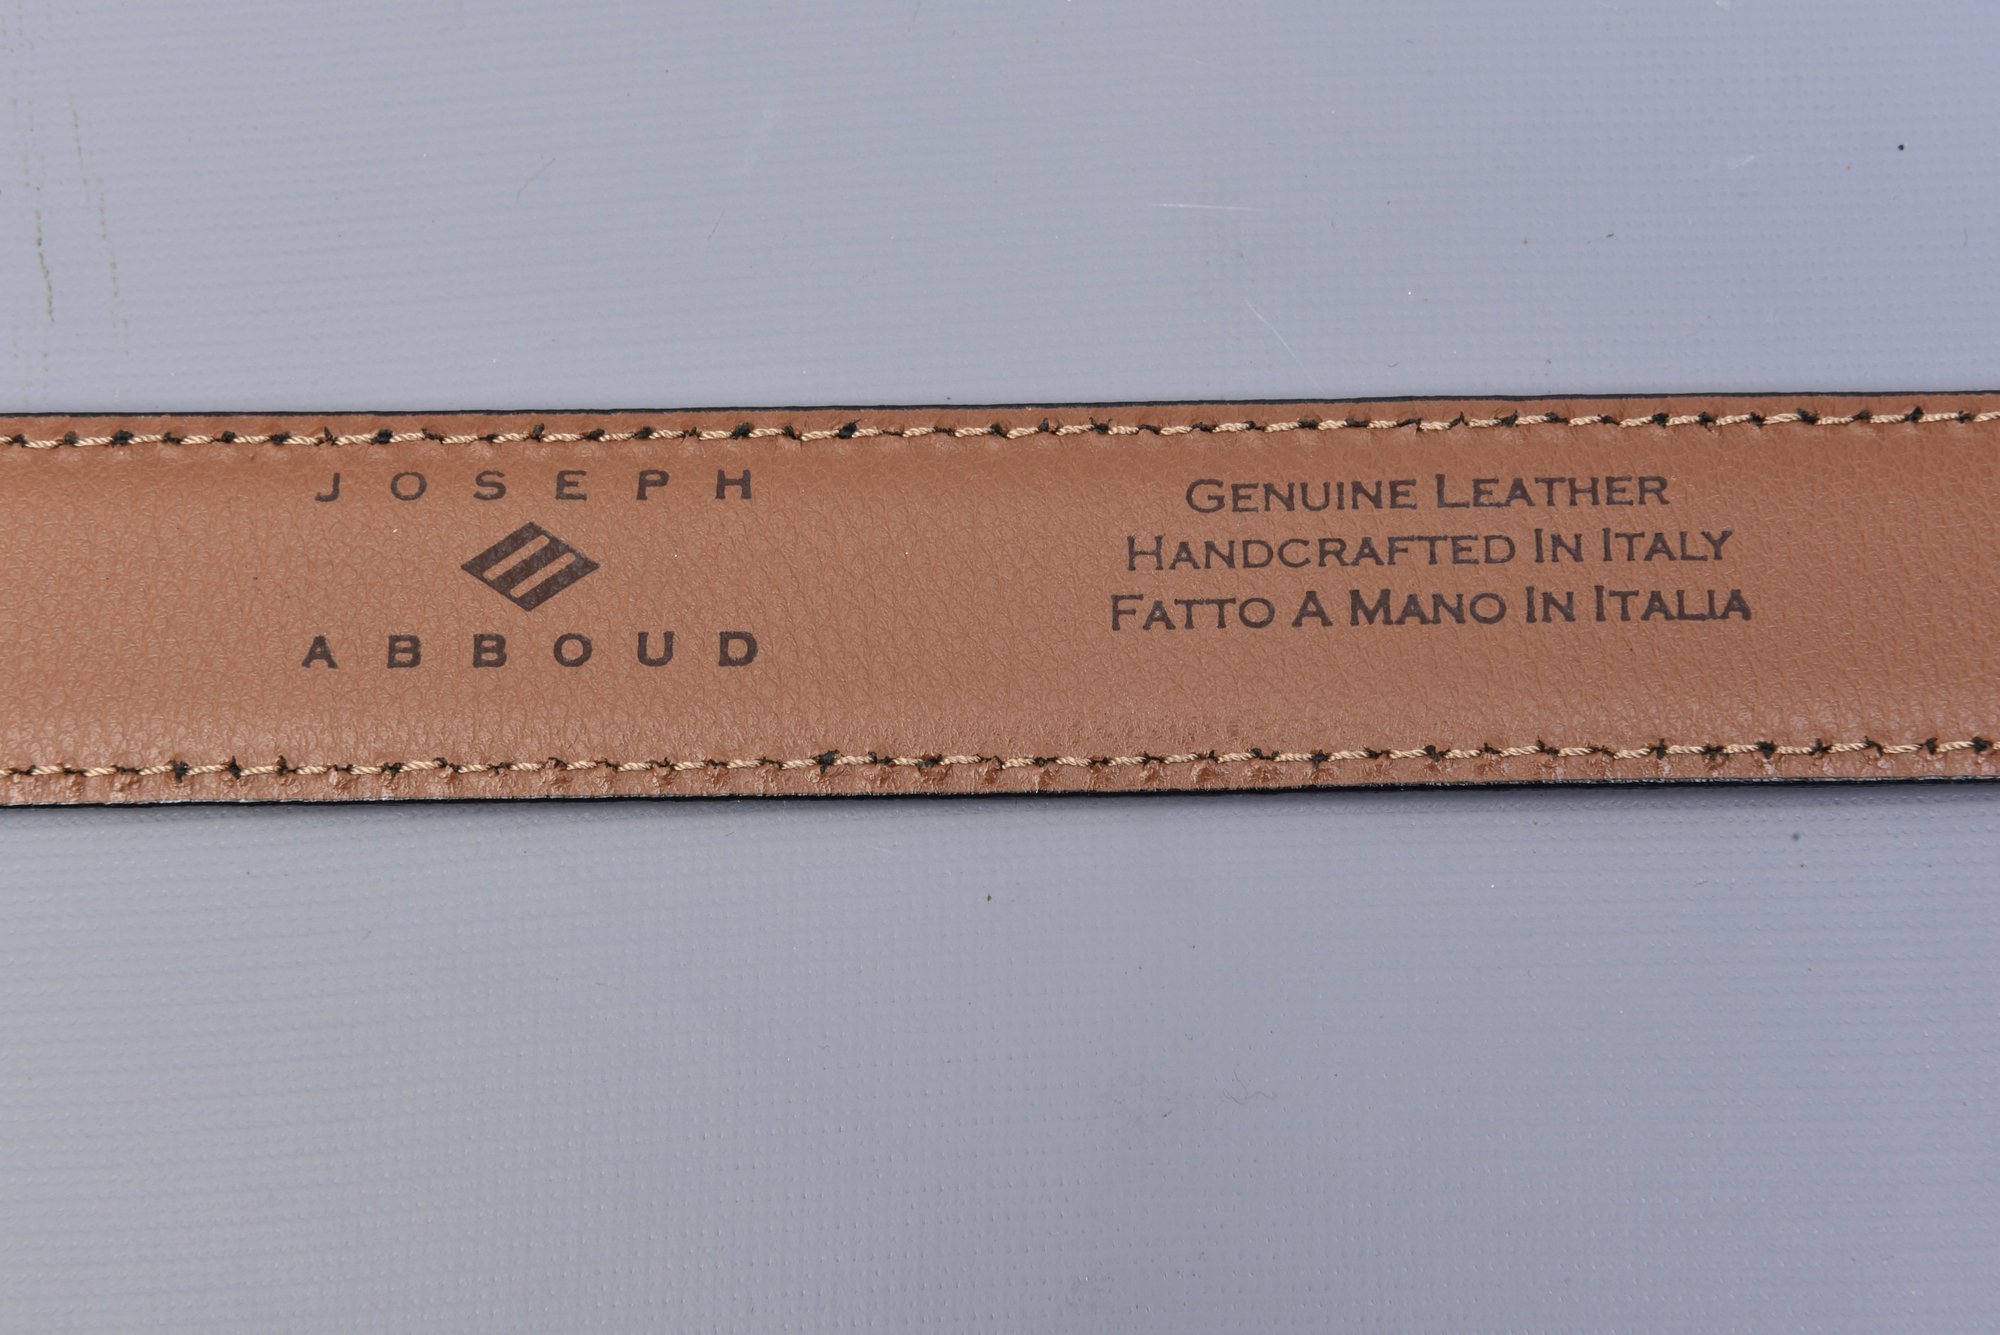 JOSEPH
ABBOUD
GENUINE LEATHER
HANDCRAFTED IN ITALY
FATTO A MANO IN ITALIA